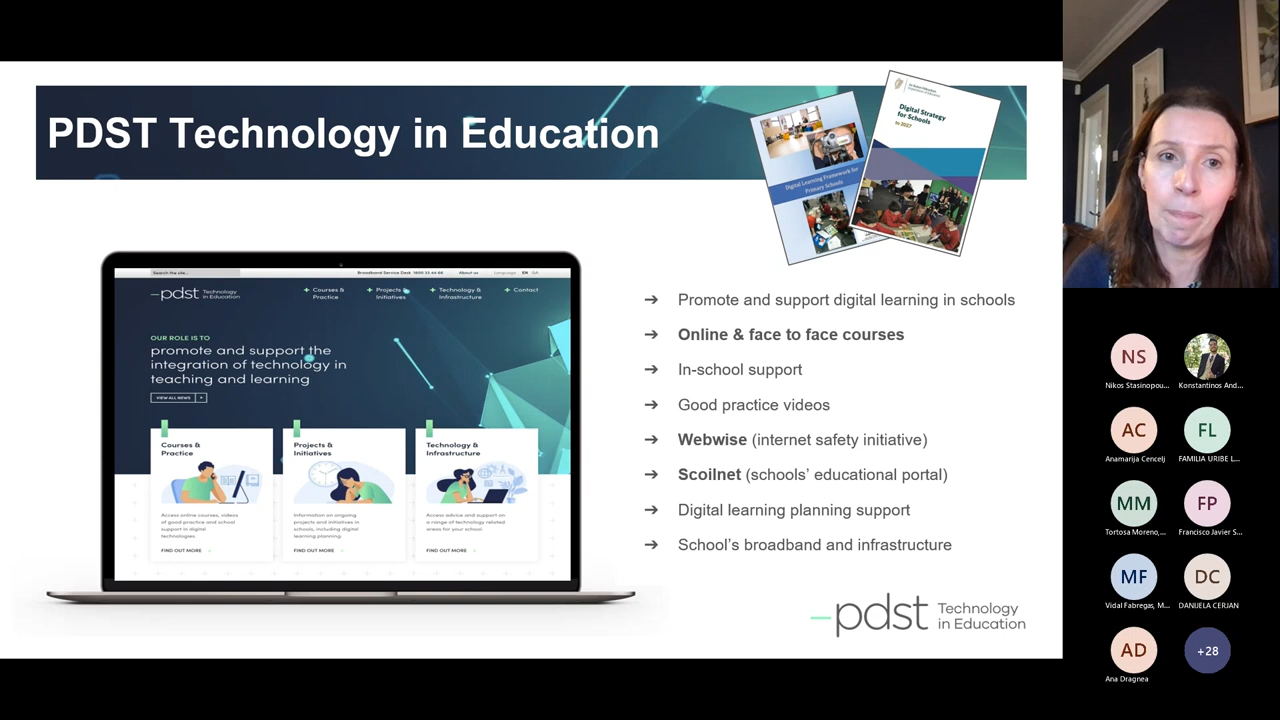 PDST Technology in Education
Digital Learning Framework for
Primary Schools
Digital Strategy
for Schools
to 2027
Search the site...
Broadband Service Desk 1800 33 44 66
About us
Language EN GA
pdst Technology
in Education
+ Courses &
Practice
+ Projects &
Initiatives
+ Technology &
Infrastructure
+ Contact
OUR ROLE IS TO
promote and support the
integration of technology in
teaching and learning
VIEW ALL NEWS +
Courses &
Practice
Access online courses, videos
of good practice and school
support in digital
technologies.
FIND OUT MORE
Projects &
Initiatives
Information on ongoing
projects and initiatives in
schools, including digital
learning planning.
FIND OUT MORE
Technology &
Infrastructure
Access advice and support on
a range of technology related
areas for your school.
FIND OUT MORE
➔ Promote and support digital learning in schools
➔ Online & face to face courses
➔ In-school support
➔ Good practice videos
➔ Webwise (internet safety initiative)
➔ Scoilnet (schools' educational portal)
➔ Digital learning planning support
➔ School's broadband and infrastructure
pdst Technology
in Education
NS
Nikos Stasinopou...
Konstantinos And...
AC
Anamarija Cencelj
FL
FAMILIA URIBE L...
MM
Tortosa Moreno,...
FP
Francisco Javier S...
MF
Vidal Fabregas, M...
DC
DANIJELA CERJAN
AD
Ana Dragnea
+28